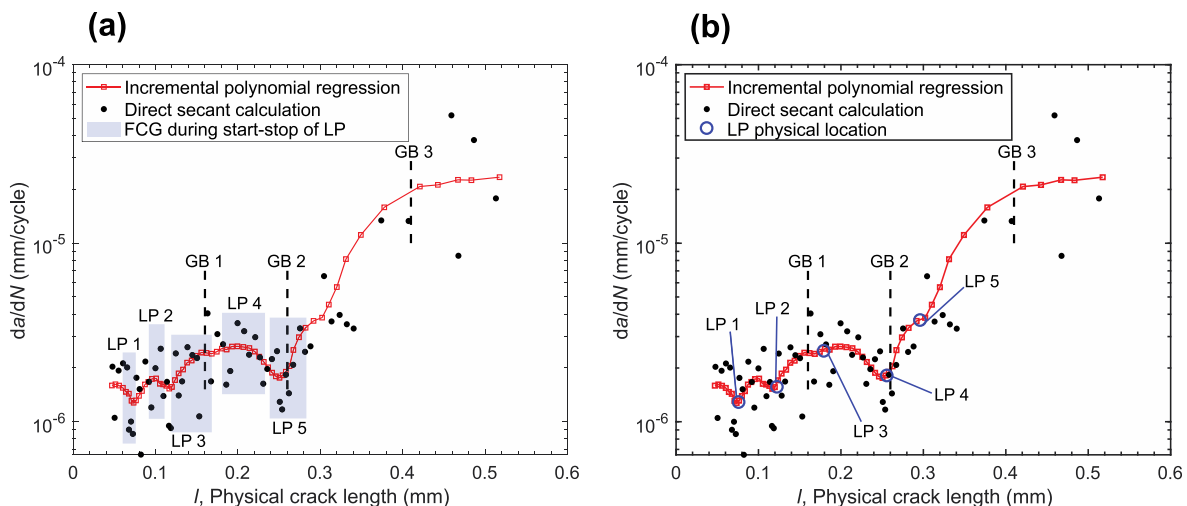 (a)
10⁻⁴
10⁻⁵
10⁻⁶
da/dN (mm/cycle)
Incremental polynomial regression
Direct secant calculation
FCG during start-stop of LP
GB 3
GB 1
GB 2
LP 4
LP 2
LP 1
LP 3
LP 5
0
0.1
0.2
0.3
0.4
0.5
0.6
l, Physical crack length (mm)
(b)
10⁻⁴
10⁻⁵
10⁻⁶
da/dN (mm/cycle)
Incremental polynomial regression
Direct secant calculation
LP physical location
GB 3
GB 1
GB 2
LP 5
LP 2
LP 1
LP 4
LP 3
0
0.1
0.2
0.3
0.4
0.5
0.6
l, Physical crack length (mm)